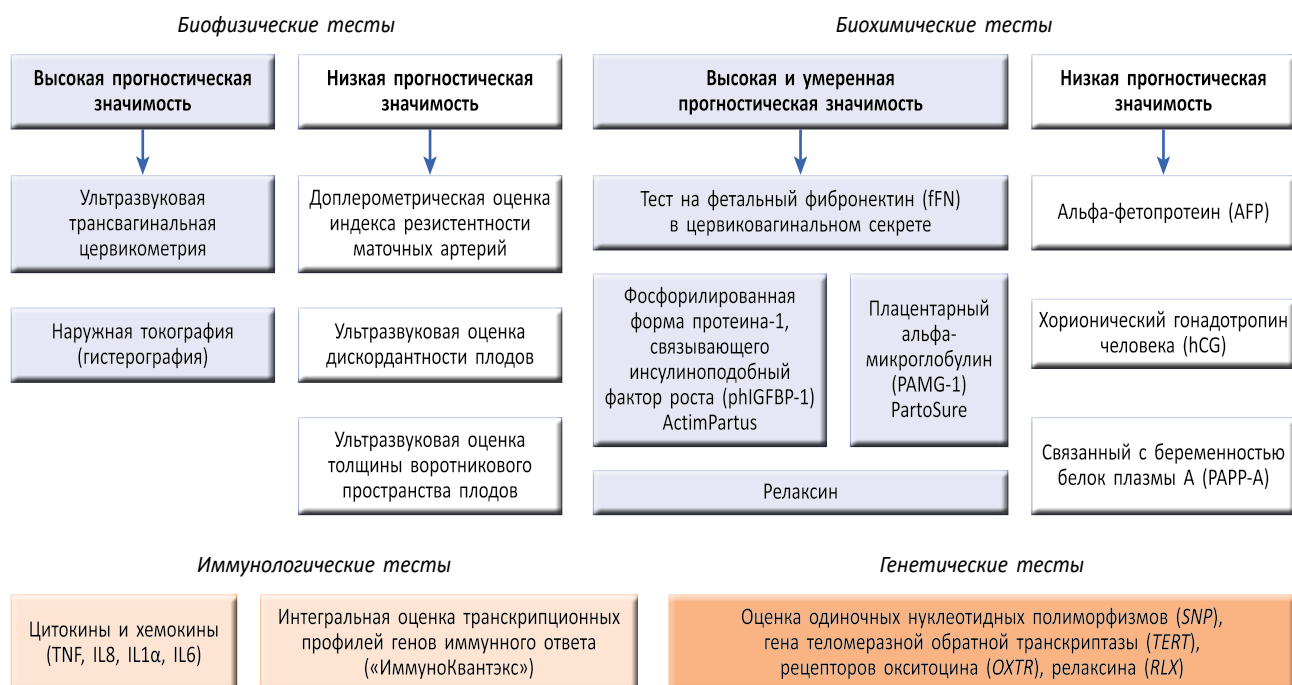 Биофизические тесты
Высокая прогностическая
значимость
Низкая прогностическая
значимость
Ультразвуковая
трансвагинальная
цервикометрия
Доплерометрическая оценка
индекса резистентности
маточных артерий
Наружная токография
(гистерография)
Ультразвуковая оценка
дискордантности плодов
Ультразвуковая оценка
толщины воротникового
пространства плодов
Биохимические тесты
Высокая и умеренная
прогностическая значимость
Низкая прогностическая
значимость
Тест на фетальный фибронектин (fFN)
в цервиковагинальном секрете
Альфа-фетопротеин (AFP)
Фосфорилированная
форма протеина-1,
связывающего
инсулиноподобный
фактор роста (phIGFBP-1)
ActimPartus
Плацентарный
альфа-
микроглобулин
(PAMG-1)
PartoSure
Хорионический гонадотропин
человека (hCG)
Релаксин
Связанный с беременностью
белок плазмы А (PAPP-A)
Иммунологические тесты
Цитокины и хемокины
(TNF, IL8, IL1α, IL6)
Интегральная оценка транскрипционных
профилей генов иммунного ответа
(«ИммуноКвантэкс»)
Генетические тесты
Оценка одиночных нуклеотидных полиморфизмов (SNP),
гена теломеразной обратной транскриптазы (TERT),
рецепторов окситоцина (OXTR), релаксина (RLX)